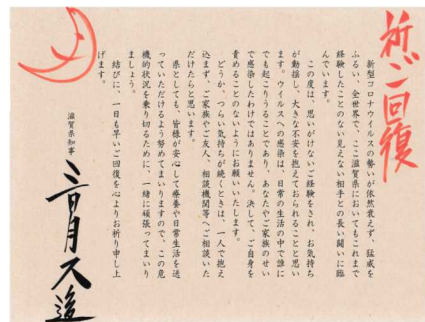 祈ご回復
新型コロナウイルスの勢いが依然衰えず、猛威を
ふるい、全世界で、ここ滋賀県においてもこれまで
経験したことのない見えない相手との長い闘いに臨
んでいます。
この度は、思いがけないご経験をされ、お気持ち
が動揺し、大きな不安を抱えておられることと思い
ます。ウイルスへの感染は、日常の生活の中で誰に
でも起こりうることであり、あなたやご家族のせい
で感染したわけではありません。決して、ご自身を
責めることのないようにお願いいたします。
どうか、つらい気持ちが続くときは、一人で抱え
込まず、ご家族やご友人、相談機関等へご相談いた
だけたらと思います。
県としても、皆様が安心して療養や日常生活を送
っていただけるよう努めてまいりますので、この危
機的状況を乗り切るために、一緒に頑張ってまいり
ましょう。
結びに、一日も早いご回復を心よりお祈り申し上
げます。
滋賀県知事
三日月大造